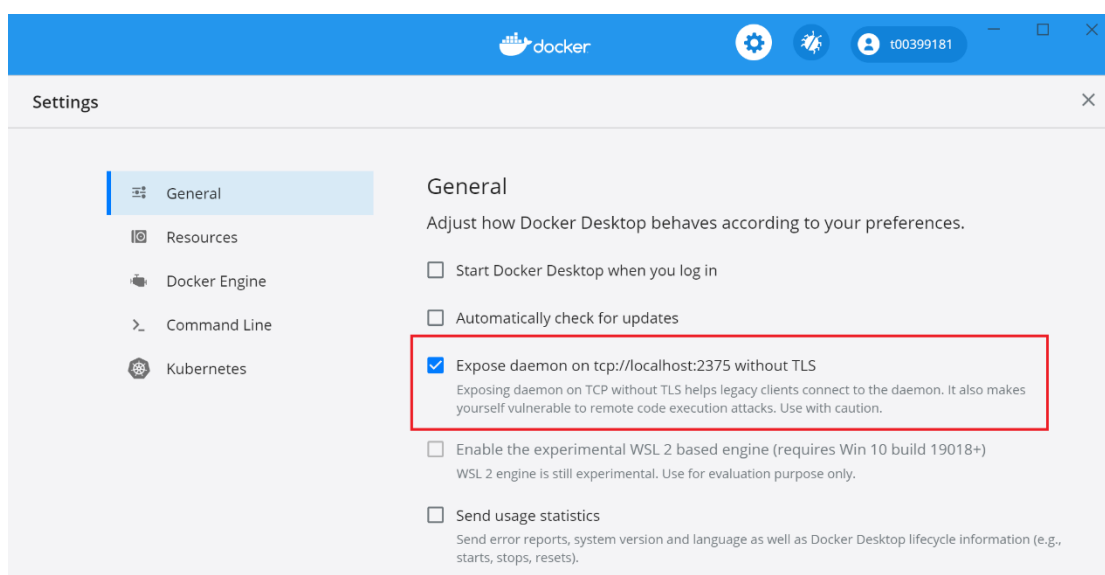 docker
t00399181
Settings
General
Resources
Docker Engine
Command Line
Kubernetes
General
Adjust how Docker Desktop behaves according to your preferences.
Start Docker Desktop when you log in
Automatically check for updates
Expose daemon on tcp://localhost:2375 without TLS
Exposing daemon on TCP without TLS helps legacy clients connect to the daemon. It also makes
yourself vulnerable to remote code execution attacks. Use with caution.
Enable the experimental WSL 2 based engine (requires Win 10 build 19018+)
WSL 2 engine is still experimental. Use for evaluation purpose only.
Send usage statistics
Send error reports, system version and language as well as Docker Desktop lifecycle information (e.g.,
starts, stops, resets).